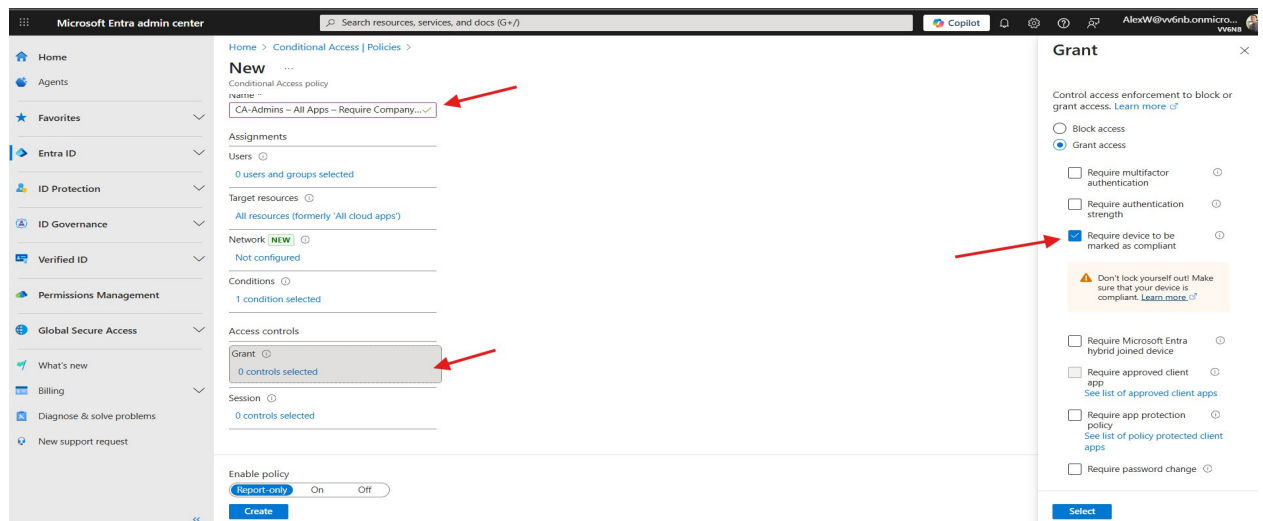 Microsoft Entra admin center
Search resources, services, and docs (G+/)
Copilot
AlexW@vv6nb.onmicro...
VV6NB
Home
Agents
Favorites
Entra ID
ID Protection
ID Governance
Verified ID
Permissions Management
Global Secure Access
What's new
Billing
Diagnose & solve problems
New support request
Home > Conditional Access | Policies >
New ...
Conditional Access policy
Name *
CA-Admins – All Apps – Require Company...
Assignments
Users
0 users and groups selected
Target resources
All resources (formerly 'All cloud apps')
Network NEW
Not configured
Conditions
1 condition selected
Access controls
Grant
0 controls selected
Session
0 controls selected
Enable policy
Report-only On Off
Create
Grant
Control access enforcement to block or
grant access. Learn more
Block access
Grant access
Require multifactor
authentication
Require authentication
strength
Require device to be
marked as compliant
Don't lock yourself out! Make
sure that your device is
compliant. Learn more
Require Microsoft Entra
hybrid joined device
Require approved client
app
See list of approved client apps
Require app protection
policy
See list of policy protected client
apps
Require password change
Select